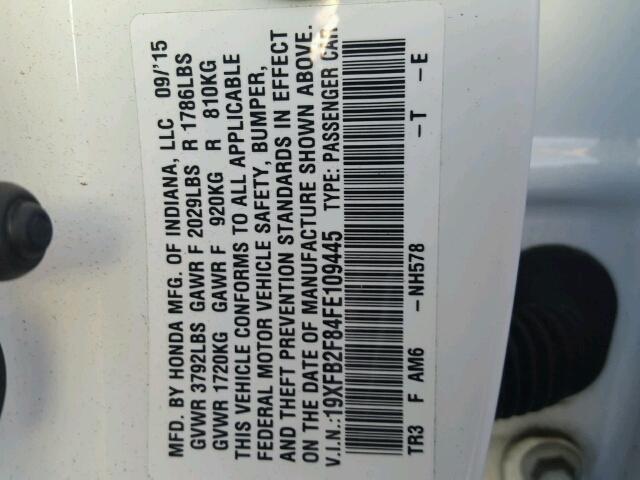 MFD. BY HONDA MFG. OF INDIANA, LLC 09/'15
GVWR 3792LBS GAWR F 2029LBS R 1786LBS
GVWR 1720KG GAWR F 920KG R 810KG
THIS VEHICLE CONFORMS TO ALL APPLICABLE
FEDERAL MOTOR VEHICLE SAFETY, BUMPER,
AND THEFT PREVENTION STANDARDS IN EFFECT
ON THE DATE OF MANUFACTURE SHOWN ABOVE.
V.I.N.:19XFB2F84FE109445 TYPE: PASSENGER CAR
TR3 F AM6 -NH578 -T -E